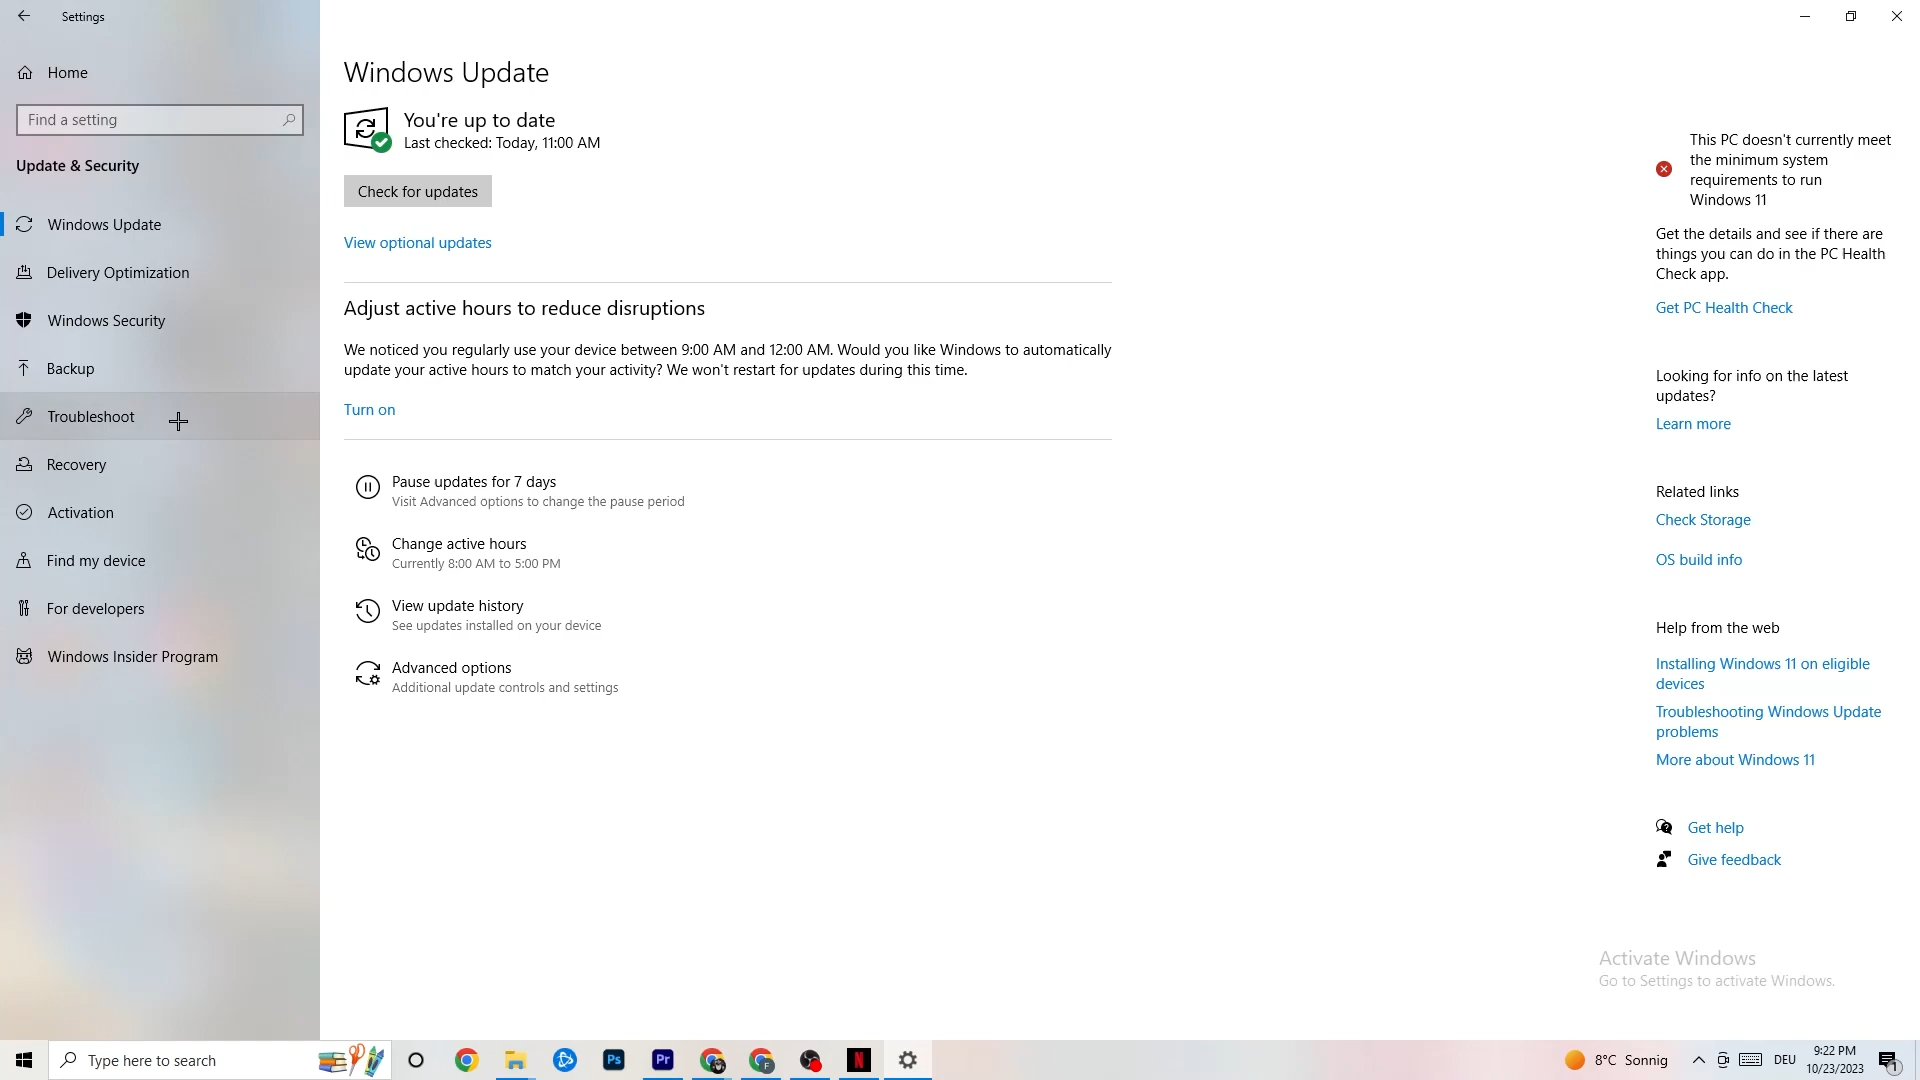 Settings
Home
Find a setting
Update & Security
Windows Update
Delivery Optimization
Windows Security
Backup
Troubleshoot
Recovery
Activation
Find my device
For developers
Windows Insider Program
Windows Update
You're up to date
Last checked: Today, 11:00 AM
Check for updates
View optional updates
Adjust active hours to reduce disruptions
We noticed you regularly use your device between 9:00 AM and 12:00 AM. Would you like Windows to automatically
update your active hours to match your activity? We won't restart for updates during this time.
Turn on
Pause updates for 7 days
Visit Advanced options to change the pause period
Change active hours
Currently 8:00 AM to 5:00 PM
View update history
See updates installed on your device
Advanced options
Additional update controls and settings
This PC doesn't currently meet
the minimum system
requirements to run
Windows 11
Get the details and see if there are
things you can do in the PC Health
Check app.
Get PC Health Check
Looking for info on the latest
updates?
Learn more
Related links
Check Storage
OS build info
Help from the web
Installing Windows 11 on eligible
devices
Troubleshooting Windows Update
problems
More about Windows 11
Get help
Give feedback
Activate Windows
Go to Settings to activate Windows.
Type here to search
Ps
Pr
F
N
8°C Sonnig
DEU
9:22 PM
10/23/2023
1